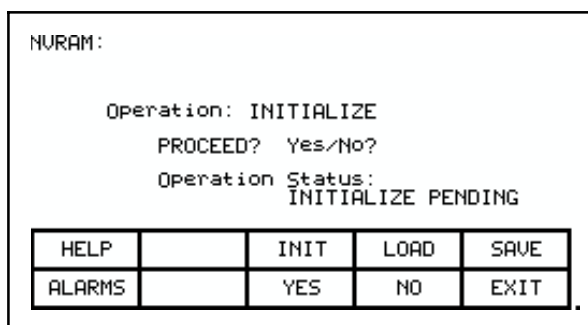 NVRAM:
Operation: INITIALIZE
PROCEED? Yes/No?
Operation Status:
INITIALIZE PENDING
HELP INIT LOAD SAVE
ALARMS YES NO EXIT
.